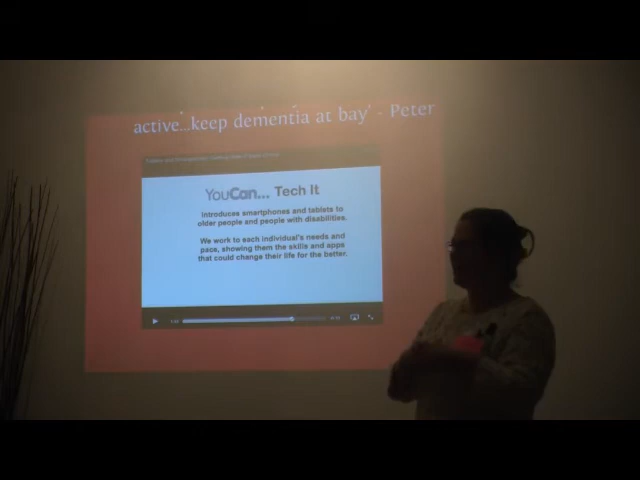 active...keep dementia at bay' - Peter
YouCan... Tech It
Introduces smartphones and tablets to
older people and people with disabilities.
We work to each individual's needs and
pace, showing them the skills and apps
that could change their life for the better.